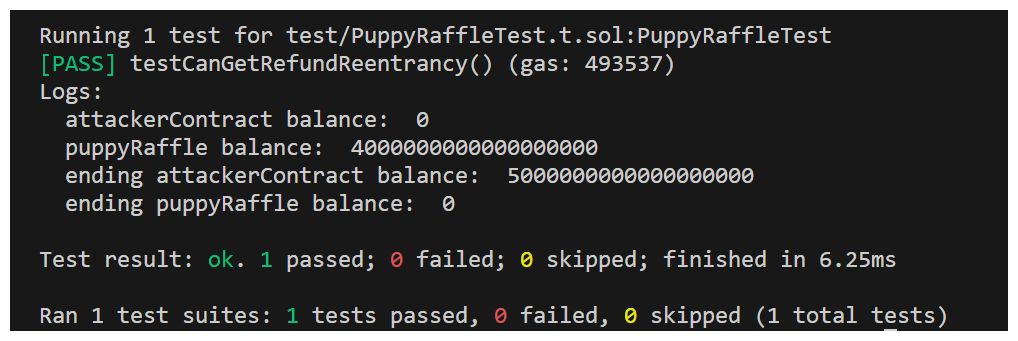 Running 1 test for test/PuppyRaffleTest.t.sol:PuppyRaffleTest
[PASS] testCanGetRefundReentrancy() (gas: 493537)
Logs:
attackerContract balance:  0
puppyRaffle balance:  4000000000000000000
ending attackerContract balance:  5000000000000000000
ending puppyRaffle balance:  0
Test result: ok. 1 passed; 0 failed; 0 skipped; finished in 6.25ms
Ran 1 test suites: 1 tests passed, 0 failed, 0 skipped (1 total tests)